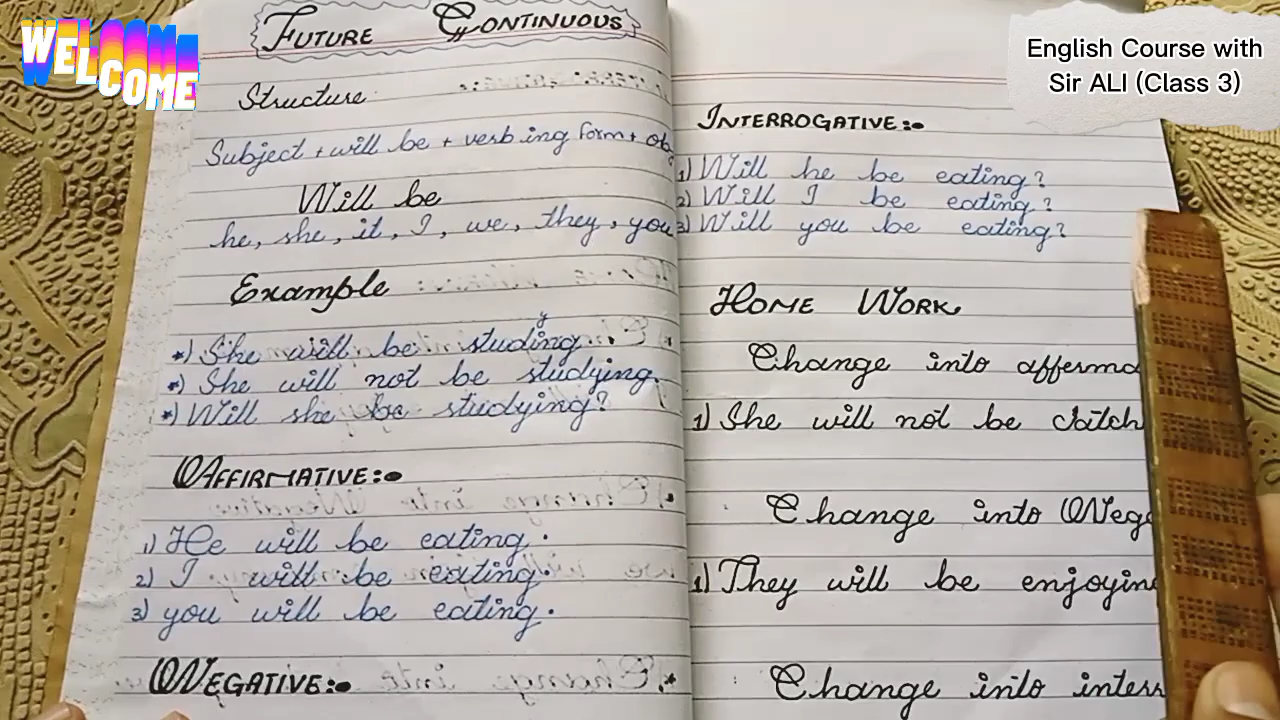 WELCOME
English Course with
Sir ALI (Class 3)
FUTURE CONTINUOUS
Structure
Subject + will be + verb ing form + ob
Will be
he, she, it, I, we, they, you
Example
*) She will be studing
y
*) She will not be studying.
*) Will she be studying?
AFFIRMATIVE:
1) He will be eating.
2) I will be eating.
3) you will be eating.
NEGATIVE:
INTERROGATIVE:
1) Will he be eating?
2) Will I be eating?
3) Will you be eating?
HOME WORK
Change into afferma
1) She will not be
Change into Nega
1) They will be enjoying
Change into interr